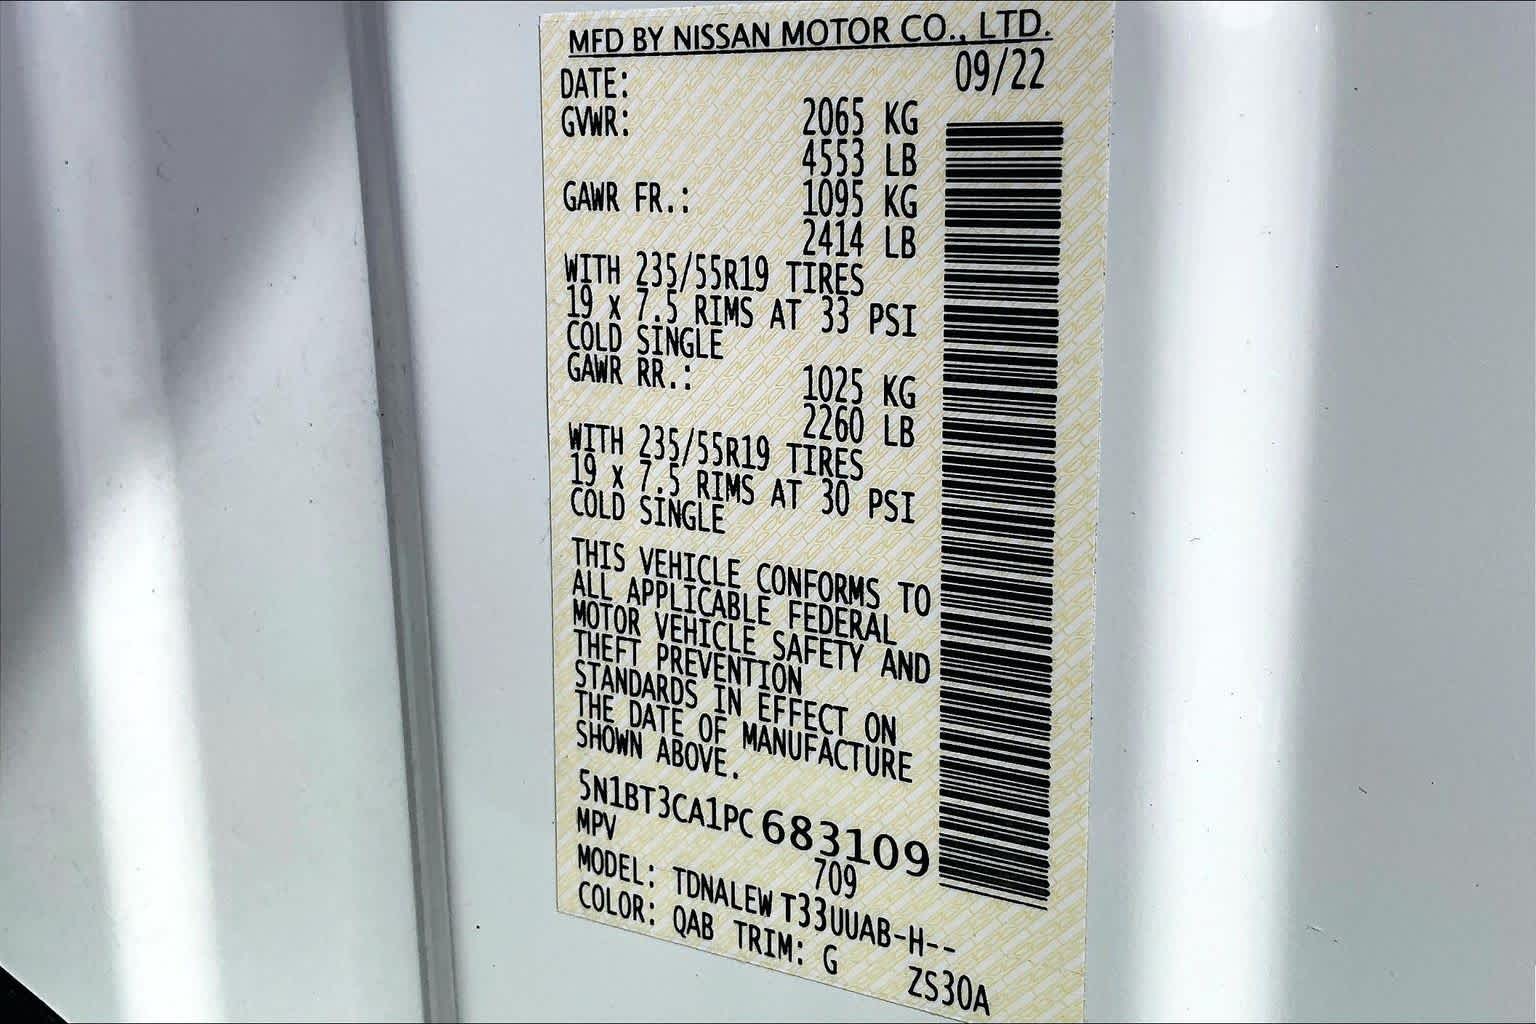 MFD BY NISSAN MOTOR CO., LTD.
DATE: 09/22
GVWR: 2065 KG
4553 LB
GAWR FR.: 1095 KG
2414 LB
WITH 235/55R19 TIRES
19 x 7.5 RIMS AT 33 PSI
COLD SINGLE
GAWR RR.: 1025 KG
2260 LB
WITH 235/55R19 TIRES
19 x 7.5 RIMS AT 30 PSI
COLD SINGLE
THIS VEHICLE CONFORMS TO
ALL APPLICABLE FEDERAL
MOTOR VEHICLE SAFETY AND
THEFT PREVENTION
STANDARDS IN EFFECT ON
THE DATE OF MANUFACTURE
SHOWN ABOVE.
5N1BT3CA1PC683109
MPV 709
MODEL: TDNALEWT33UUAB-H--
COLOR: QAB TRIM: G ZS30A